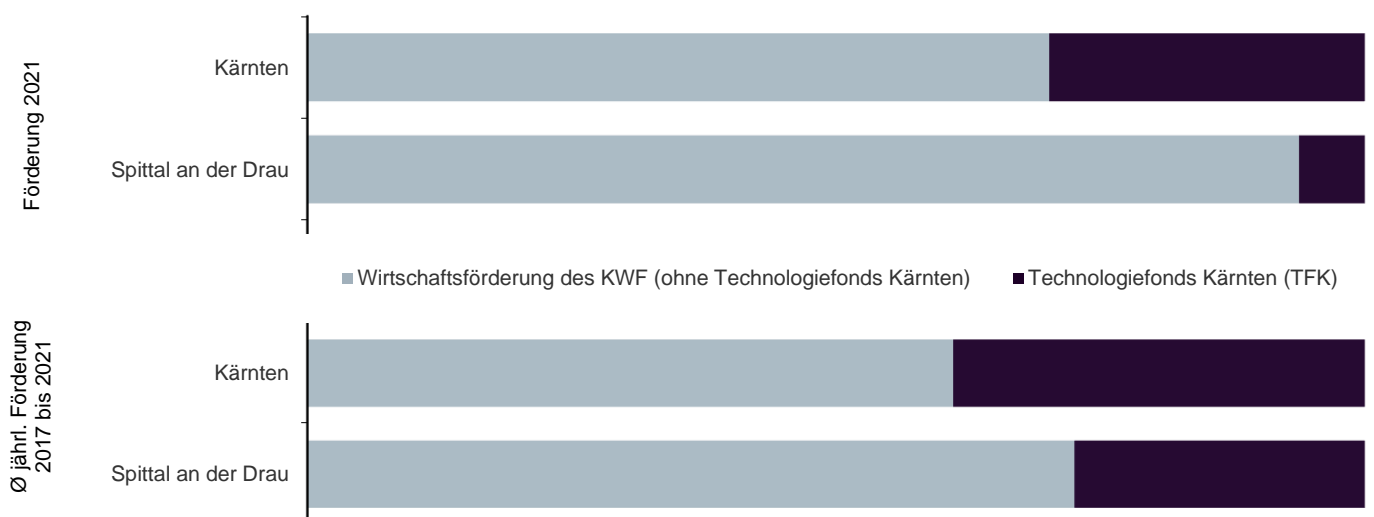 Förderung 2021
Kärnten
Spittal an der Drau
Wirtschaftsförderung des KWF (ohne Technologiefonds Kärnten)
Technologiefonds Kärnten (TFK)
Ø jährl. Förderung
2017 bis 2021
Kärnten
Spittal an der Drau